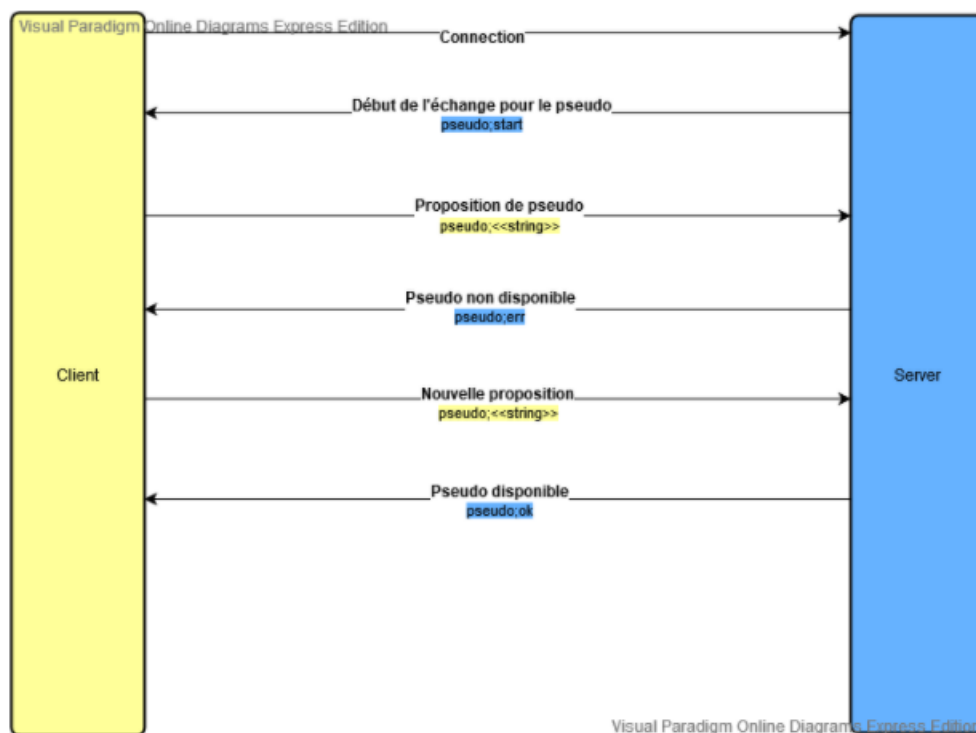 Visual Paradigm Online Diagrams Express Edition
Connection
Début de l'échange pour le pseudo
pseudo;start
Proposition de pseudo
pseudo;<<string>>
Pseudo non disponible
pseudo;err
Client
Server
Nouvelle proposition
pseudo;<<string>>
Pseudo disponible
pseudo;ok
Visual Paradigm Online Diagrams Express Edition